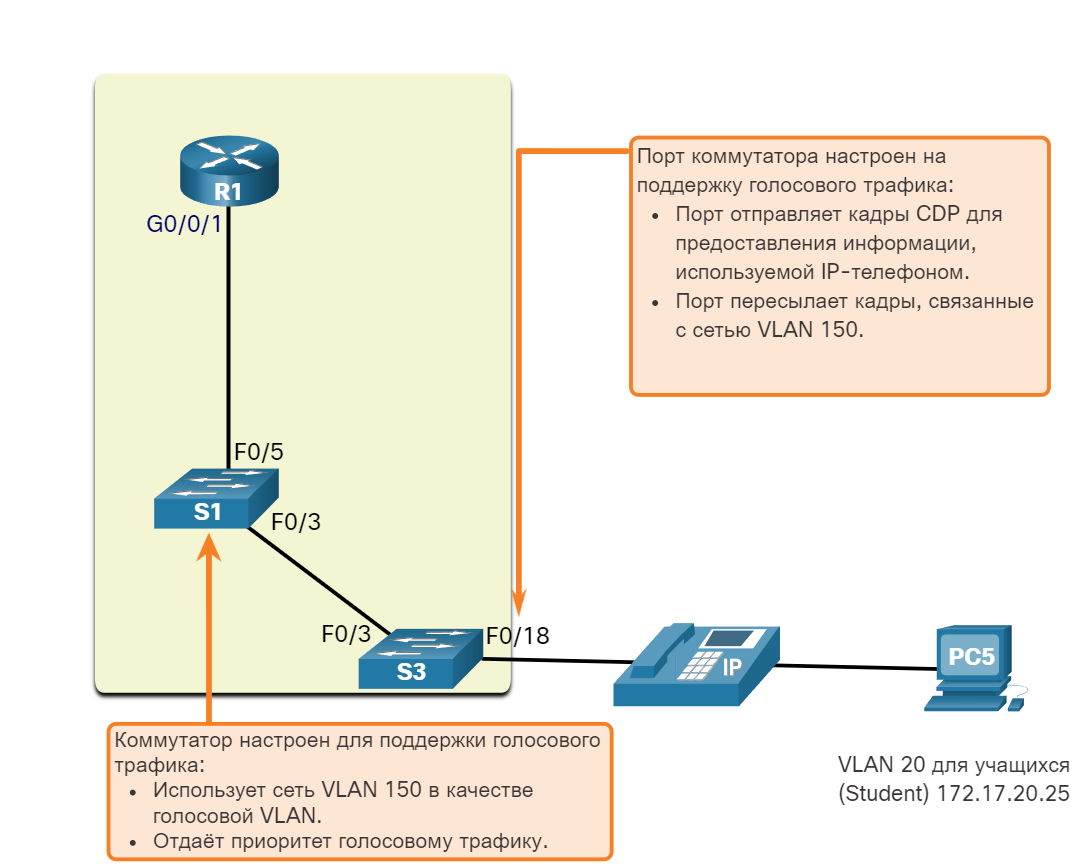 R1
G0/0/1
Порт коммутатора настроен на
поддержку голосового трафика:
• Порт отправляет кадры CDP для
предоставления информации,
используемой IP-телефоном.
• Порт пересылает кадры, связанные
с сетью VLAN 150.
F0/5
S1
F0/3
F0/3
F0/18
S3
IP
PC5
Коммутатор настроен для поддержки голосового
трафика:
• Использует сеть VLAN 150 в качестве
голосовой VLAN.
• Отдаёт приоритет голосовому трафику.
VLAN 20 для учащихся
(Student) 172.17.20.25